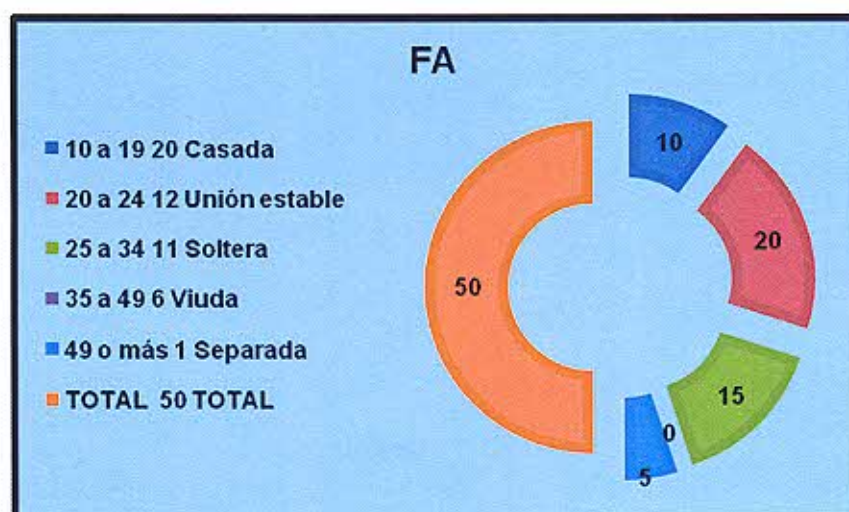 FA
10 a 19 20 Casada
20 a 24 12 Unión estable
25 a 34 11 Soltera
35 a 49 6 Viuda
49 o más 1 Separada
TOTAL 50 TOTAL
10
20
15
0
5
50